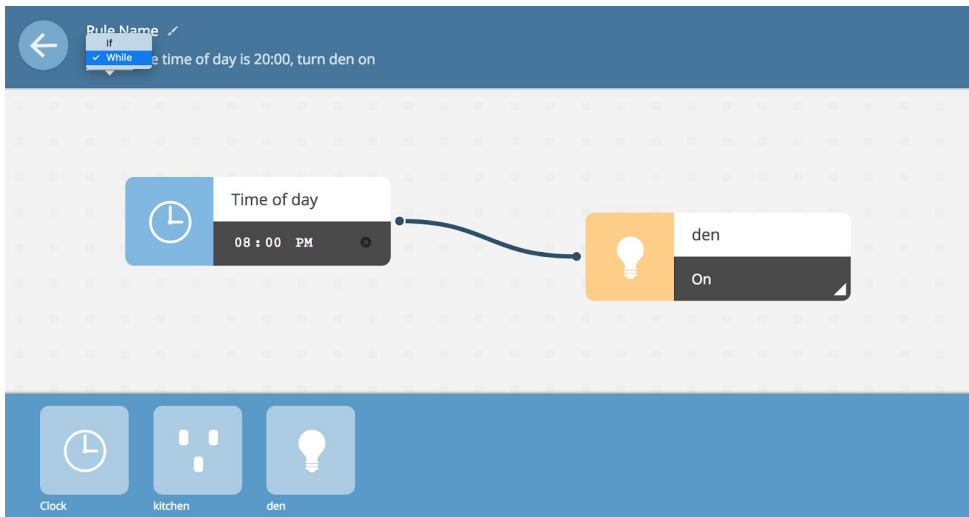 Rule Name
If
✓ While
e time of day is 20:00, turn den on
Time of day
08 : 00 PM
den
On
Clock
kitchen
den